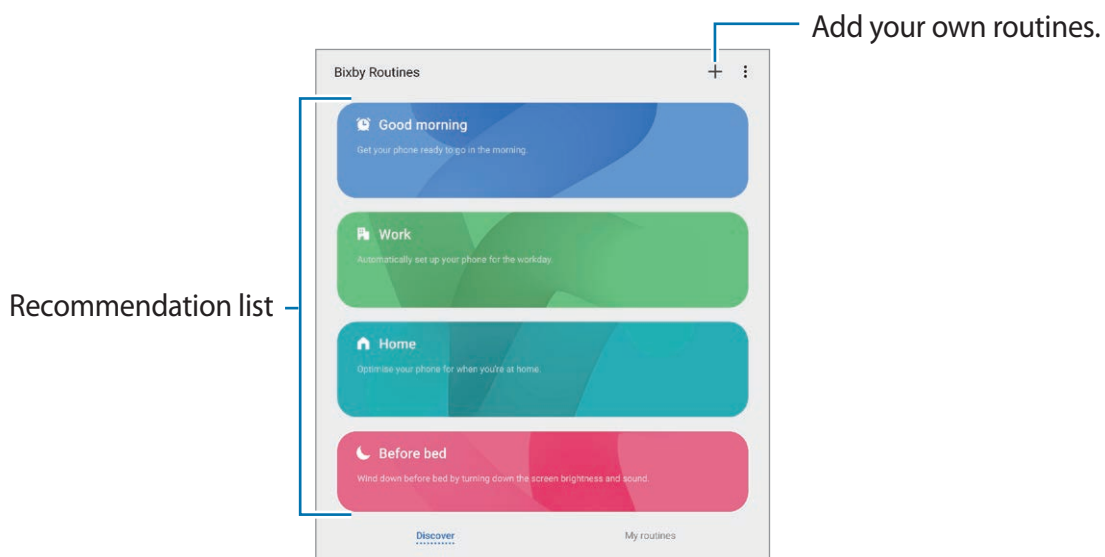 Add your own routines.
Bixby Routines
Good morning
Get your phone ready to go in the morning.
Work
Automatically set up your phone for the workday.
Recommendation list
Home
Optimise your phone for when you're at home.
Before bed
Wind down before bed by turning down the screen brightness and sound.
Discover
My routines